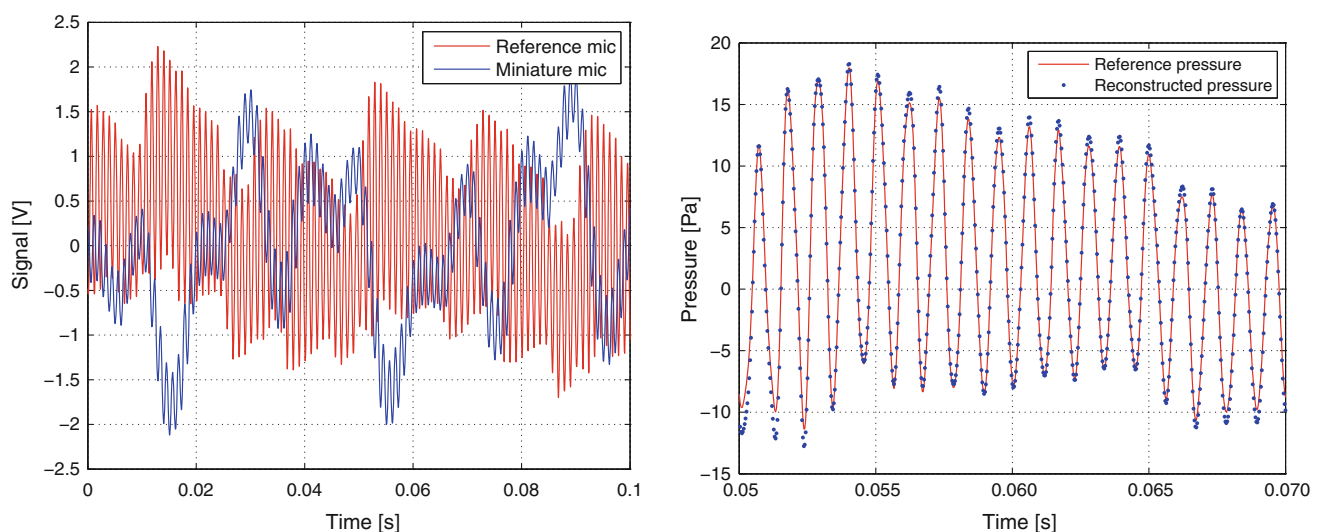 2.5
2
1.5
1
0.5
0
−0.5
−1
−1.5
−2
−2.5
Signal [V]
Reference mic
Miniature mic
0 0.02 0.04 0.06 0.08 0.1
Time [s]
20
15
10
5
0
−5
−10
−15
Pressure [Pa]
Reference pressure
Reconstructed pressure
0.05 0.055 0.060 0.065 0.070
Time [s]